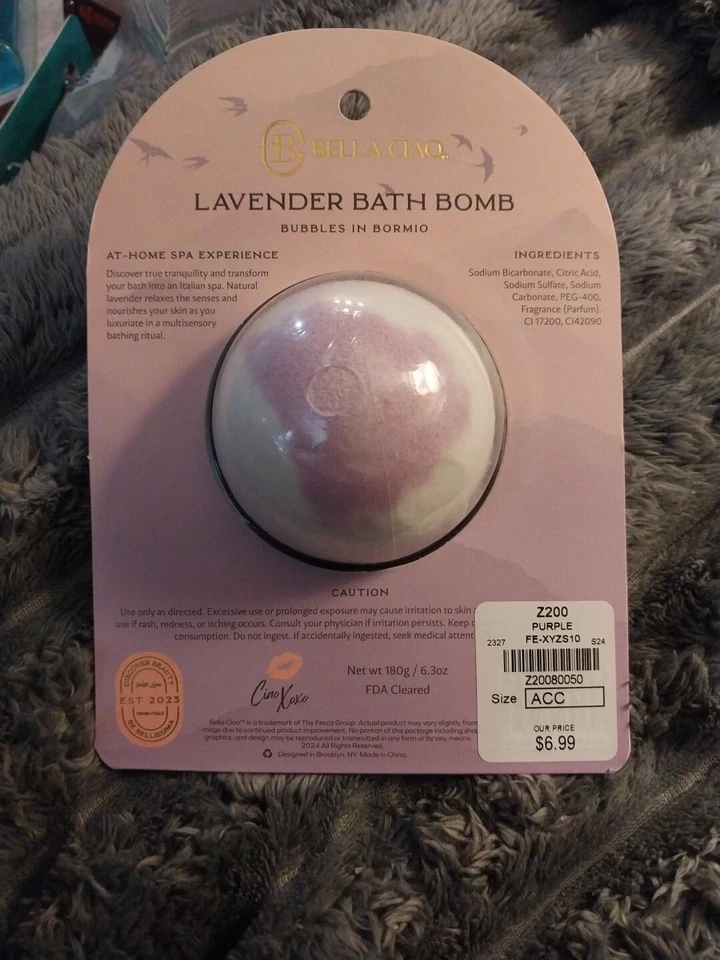 BELLA CIAO
LAVENDER BATH BOMB
BUBBLES IN BORMIO
AT-HOME SPA EXPERIENCE
Discover true tranquility and transform
your bath into an Italian spa. Natural
lavender relaxes the senses and
nourishes your skin as you
luxuriate in a multisensory
bathing ritual.
INGREDIENTS
Sodium Bicarbonate, Citric Acid,
Sodium Sulfate, Sodium
Carbonate, PEG-400,
Fragrance (Parfum).
CI 17200, CI42090
CAUTION
Use only as directed. Excessive use or prolonged exposure may cause irritation to skin
use if rash, redness, or itching occurs. Consult your physician if irritation persists. Keep
consumption. Do not ingest. If accidentally ingested, seek medical attent
DISCOVER BEAUTY
With Love
EST 2023
BE BELLISSIMA
Ciao Xoxo
Net wt 180g / 6.3oz
FDA Cleared
Bella Ciao™ is a trademark of The Fesco Group. Actual product may vary slightly from
image due to continued product improvement. No portion of this package including
graphics, and design may be reproduced or transmitted in any form or by any means.
2024 All Rights Reserved.
Designed in Brooklyn, NY. Made in China.
Z200
PURPLE
2327 FE-XYZS10 S24
Z20080050
Size ACC
OUR PRICE
$6.99